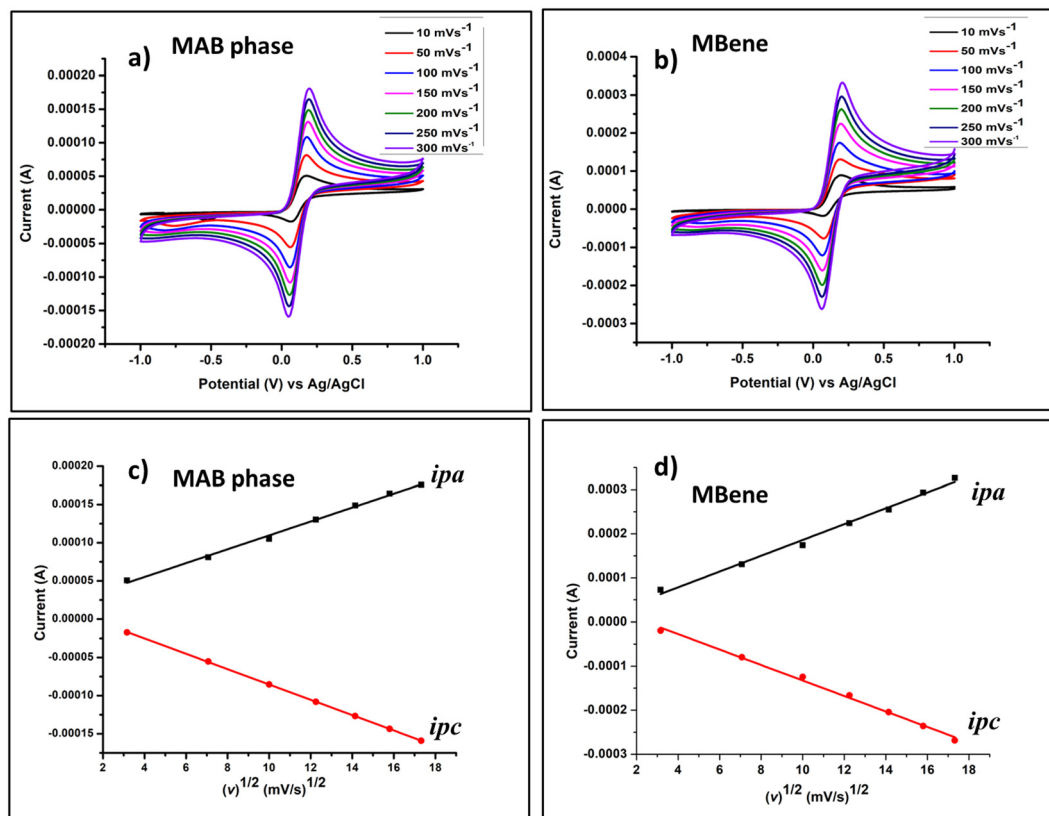 a)
MAB phase
10 mVs-1
50 mVs-1
100 mVs-1
150 mVs-1
200 mVs-1
250 mVs-1
300 mVs-1
0.00020
0.00015
0.00010
0.00005
0.00000
-0.00005
-0.00010
-0.00015
-0.00020
Current (A)
-1.0 -0.5 0.0 0.5 1.0
Potential (V) vs Ag/AgCl
b)
MBene
10 mVs-1
50 mVs-1
100 mVs-1
150 mVs-1
200 mVs-1
250 mVs-1
300 mVs-1
0.0004
0.0003
0.0002
0.0001
0.0000
-0.0001
-0.0002
-0.0003
Current (A)
-1.0 -0.5 0.0 0.5 1.0
Potential (V) vs Ag/AgCl
c)
MAB phase
ipa
ipc
0.00020
0.00015
0.00010
0.00005
0.00000
-0.00005
-0.00010
-0.00015
Current (A)
2 4 6 8 10 12 14 16 18
(v)1/2 (mV/s)1/2
d)
MBene
ipa
ipc
0.0003
0.0002
0.0001
0.0000
-0.0001
-0.0002
-0.0003
Current (A)
2 4 6 8 10 12 14 16 18
(v)1/2 (mV/s)1/2